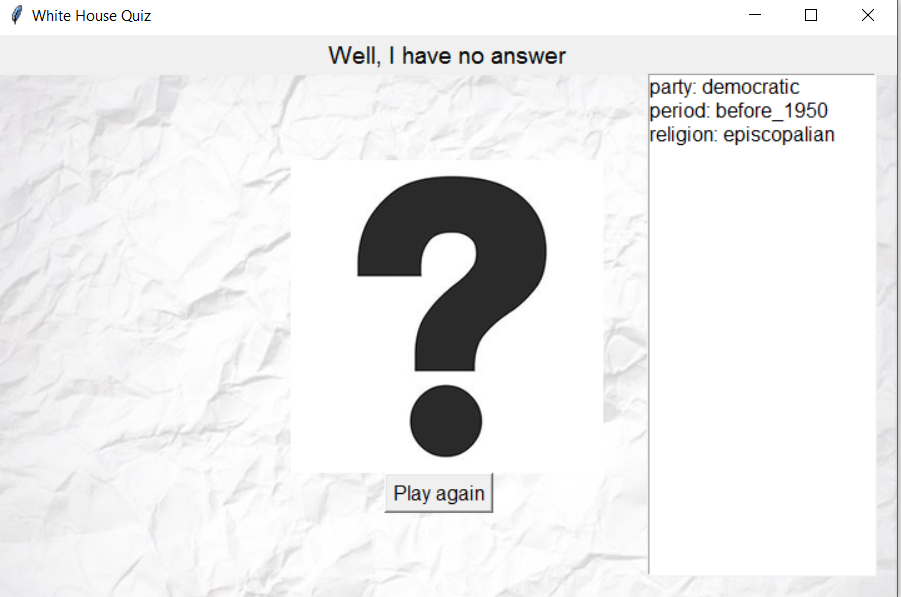 White House Quiz
Well, I have no answer
party: democratic
period: before_1950
religion: episcopalian
Play again